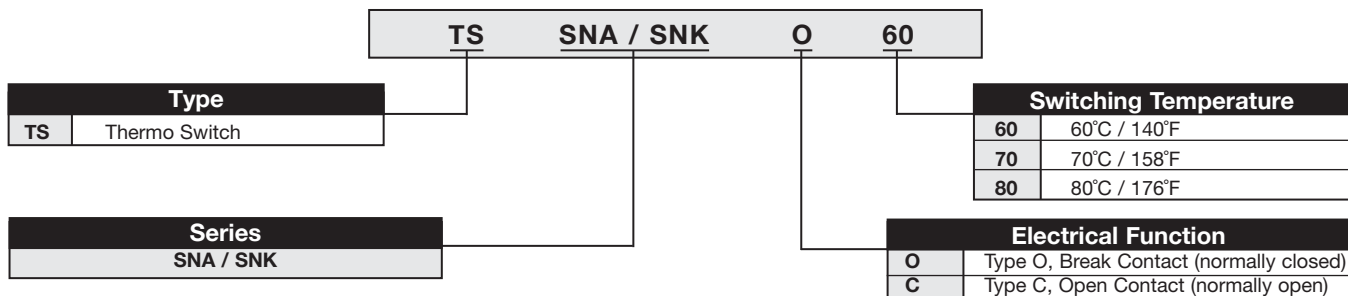 TS SNA / SNK O 60
Type
TS Thermo Switch
Series
SNA / SNK
Switching Temperature
60 60°C / 140°F
70 70°C / 158°F
80 80°C / 176°F
Electrical Function
O Type O, Break Contact (normally closed)
C Type C, Open Contact (normally open)